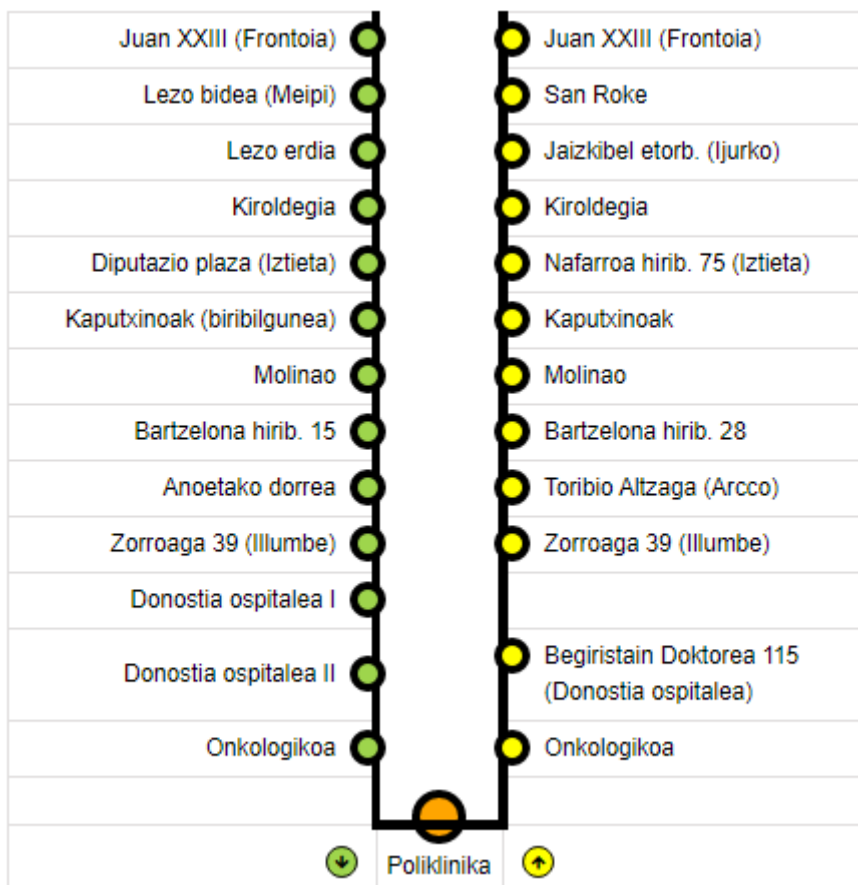 Juan XXIII (Frontoia) Juan XXIII (Frontoia)
Lezo bidea (Meipi) San Roke
Lezo erdia Jaizkibel etorb. (Ijurko)
Kiroldegia Kiroldegia
Diputazio plaza (Iztieta) Nafarroa hirib. 75 (Iztieta)
Kaputxinoak (biribilgunea) Kaputxinoak
Molinao Molinao
Bartzelona hirib. 15 Bartzelona hirib. 28
Anoetako dorrea Toribio Altzaga (Arcco)
Zorroaga 39 (Illumbe) Zorroaga 39 (Illumbe)
Donostia ospitalea I
Donostia ospitalea II Begiristain Doktorea 115
(Donostia ospitalea)
Onkologikoa Onkologikoa
Poliklinika